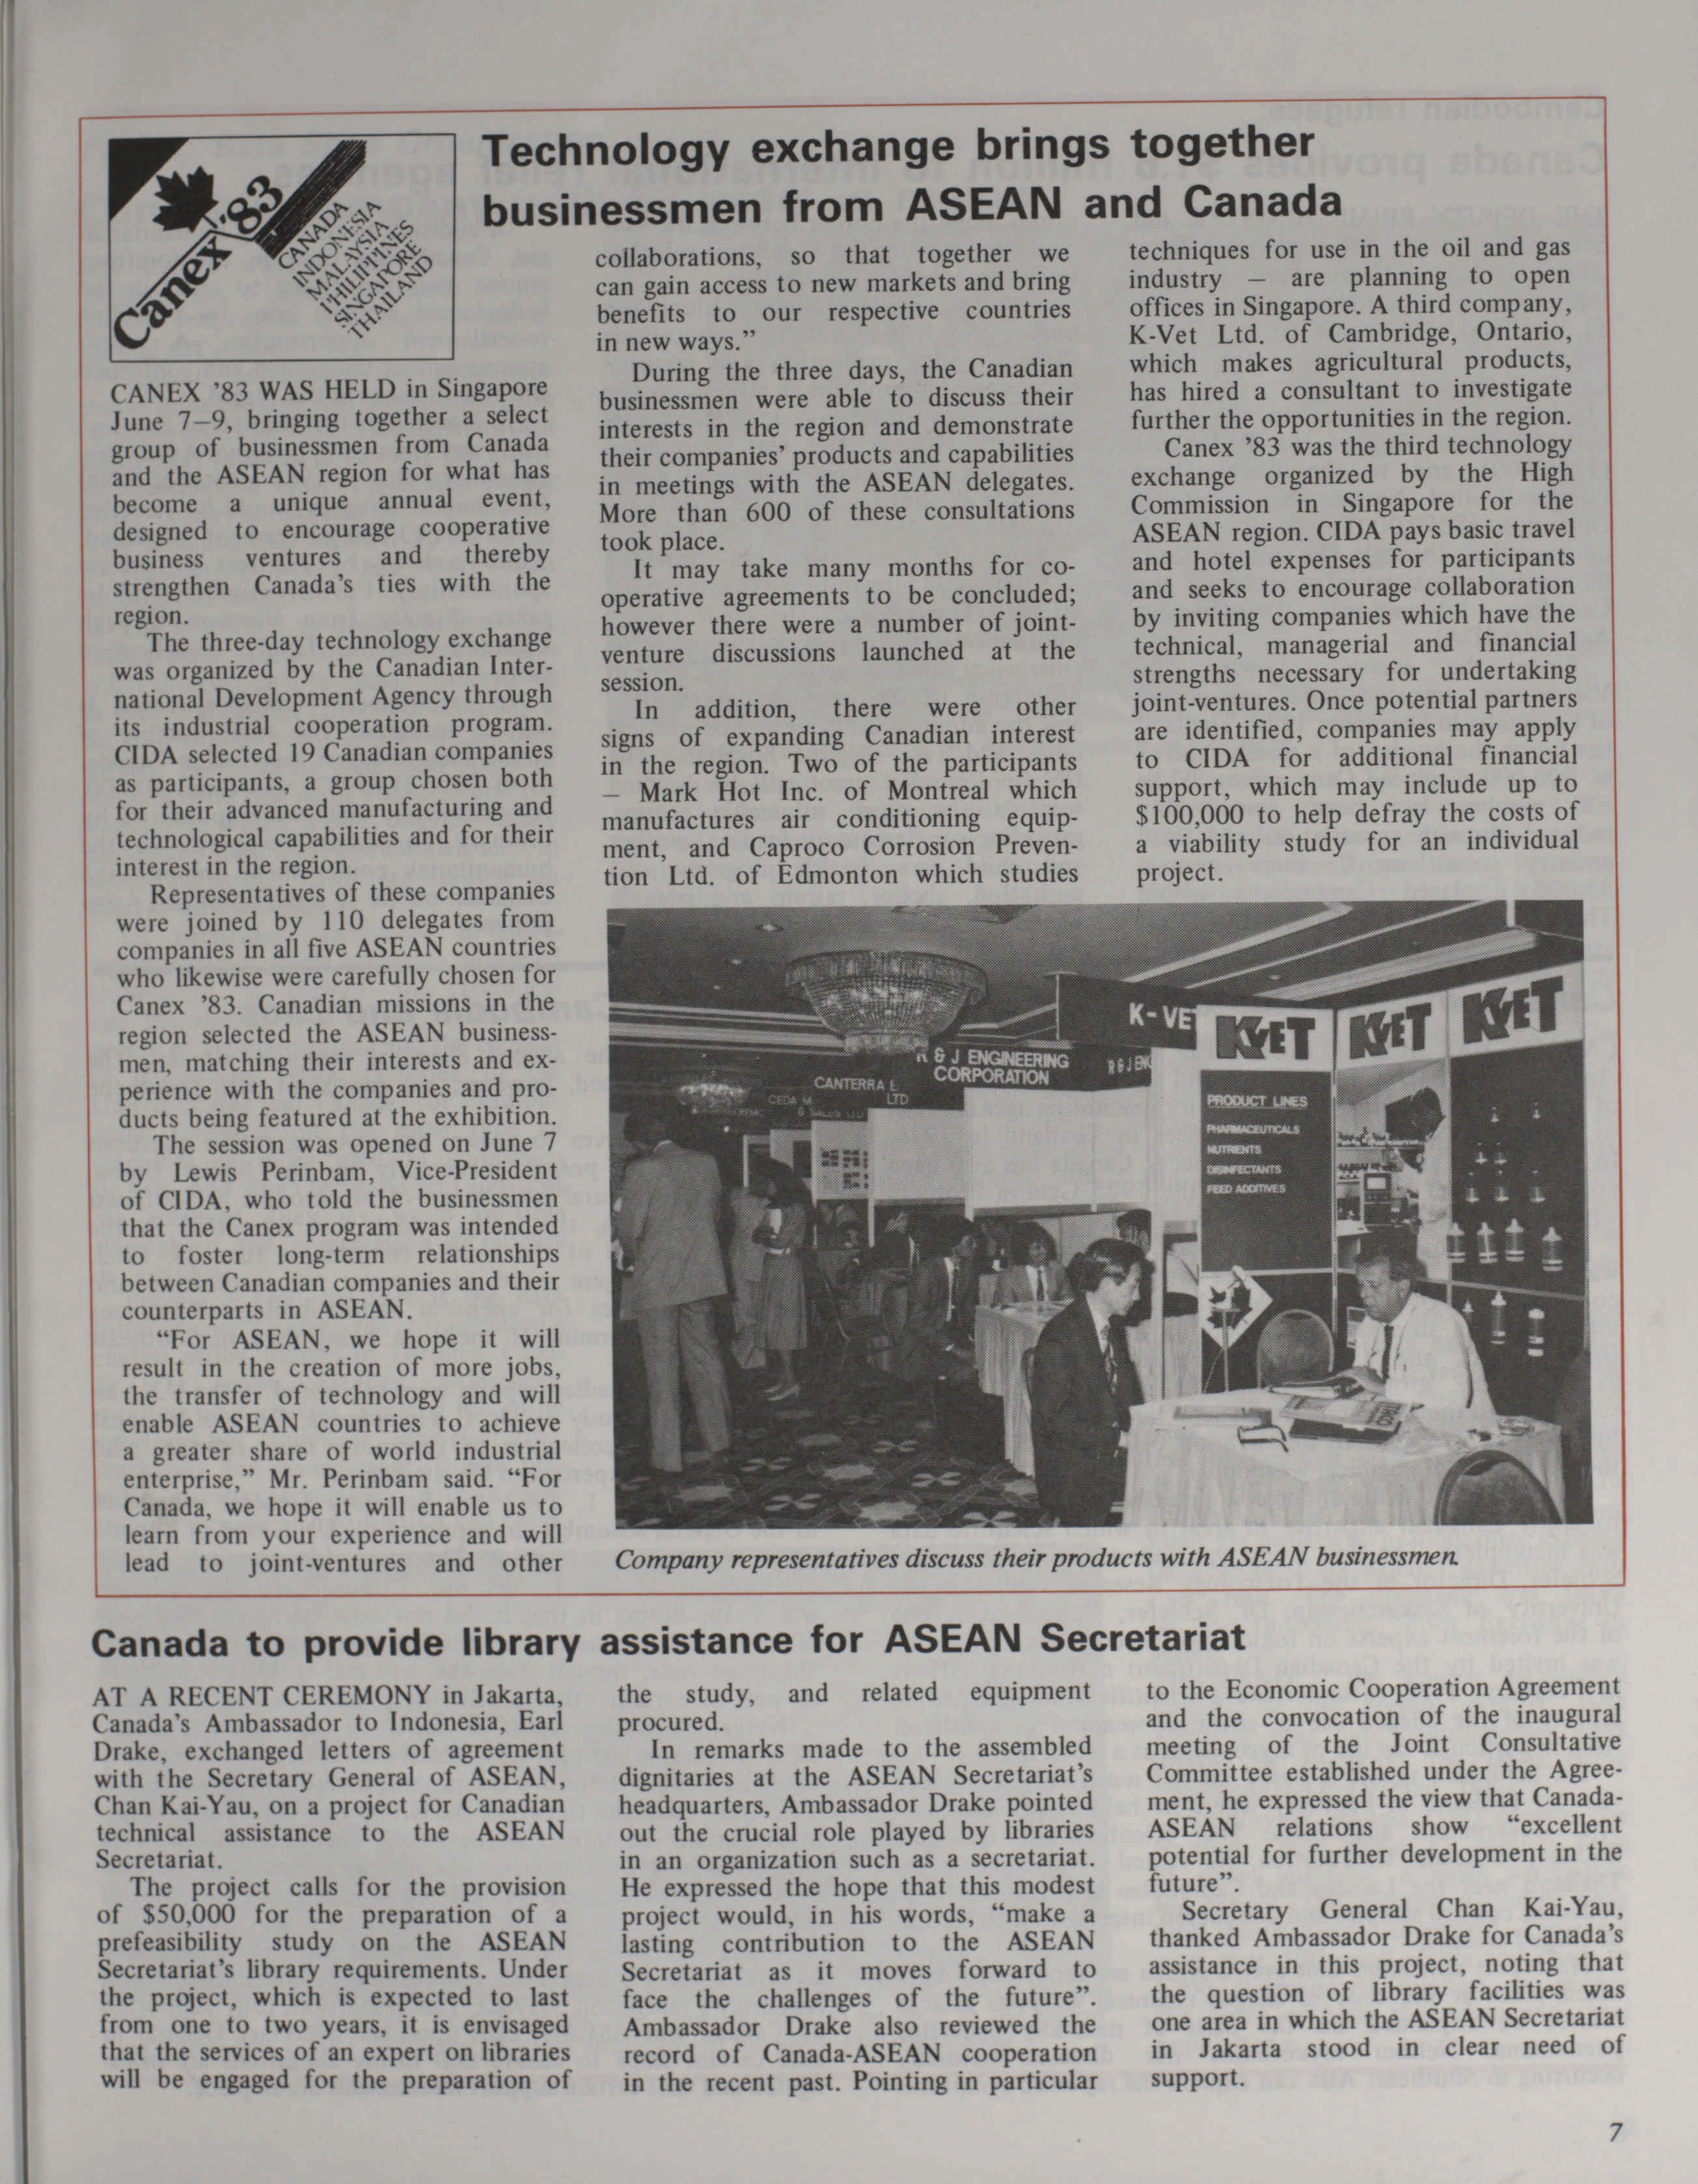 Canex '83
CANADA
INDONESIA
MALAYSIA
PHILIPPINES
SINGAPORE
THAILAND
Technology exchange brings together
businessmen from ASEAN and Canada
CANEX '83 WAS HELD in Singapore
June 7–9, bringing together a select
group of businessmen from Canada
and the ASEAN region for what has
become a unique annual event,
designed to encourage cooperative
business ventures and thereby
strengthen Canada's ties with the
region.
The three-day technology exchange
was organized by the Canadian Inter-
national Development Agency through
its industrial cooperation program.
CIDA selected 19 Canadian companies
as participants, a group chosen both
for their advanced manufacturing and
technological capabilities and for their
interest in the region.
Representatives of these companies
were joined by 110 delegates from
companies in all five ASEAN countries
who likewise were carefully chosen for
Canex '83. Canadian missions in the
region selected the ASEAN business-
men, matching their interests and ex-
perience with the companies and pro-
ducts being featured at the exhibition.
The session was opened on June 7
by Lewis Perinbam, Vice-President
of CIDA, who told the businessmen
that the Canex program was intended
to foster long-term relationships
between Canadian companies and their
counterparts in ASEAN.
“For ASEAN, we hope it will
result in the creation of more jobs,
the transfer of technology and will
enable ASEAN countries to achieve
a greater share of world industrial
enterprise,” Mr. Perinbam said. “For
Canada, we hope it will enable us to
learn from your experience and will
lead to joint-ventures and other
collaborations, so that together we
can gain access to new markets and bring
benefits to our respective countries
in new ways.”
During the three days, the Canadian
businessmen were able to discuss their
interests in the region and demonstrate
their companies' products and capabilities
in meetings with the ASEAN delegates.
More than 600 of these consultations
took place.
It may take many months for co-
operative agreements to be concluded;
however there were a number of joint-
venture discussions launched at the
session.
In addition, there were other
signs of expanding Canadian interest
in the region. Two of the participants
— Mark Hot Inc. of Montreal which
manufactures air conditioning equip-
ment, and Caproco Corrosion Preven-
tion Ltd. of Edmonton which studies
techniques for use in the oil and gas
industry — are planning to open
offices in Singapore. A third company,
K-Vet Ltd. of Cambridge, Ontario,
which makes agricultural products,
has hired a consultant to investigate
further the opportunities in the region.
Canex '83 was the third technology
exchange organized by the High
Commission in Singapore for the
ASEAN region. CIDA pays basic travel
and hotel expenses for participants
and seeks to encourage collaboration
by inviting companies which have the
technical, managerial and financial
strengths necessary for undertaking
joint-ventures. Once potential partners
are identified, companies may apply
to CIDA for additional financial
support, which may include up to
$100,000 to help defray the costs of
a viability study for an individual
project.
K-VE
KVET
KVET
KVET
R & J ENGINEERING
CORPORATION
R & J EN
CANTERRA E
LTD
CEDA M
& SALES LTD
PRODUCT LINES
PHARMACEUTICALS
NUTRIENTS
DISINFECTANTS
FEED ADDITIVES
Company representatives discuss their products with ASEAN businessmen.
Canada to provide library assistance for ASEAN Secretariat
AT A RECENT CEREMONY in Jakarta,
Canada's Ambassador to Indonesia, Earl
Drake, exchanged letters of agreement
with the Secretary General of ASEAN,
Chan Kai-Yau, on a project for Canadian
technical assistance to the ASEAN
Secretariat.
The project calls for the provision
of $50,000 for the preparation of a
prefeasibility study on the ASEAN
Secretariat's library requirements. Under
the project, which is expected to last
from one to two years, it is envisaged
that the services of an expert on libraries
will be engaged for the preparation of
the study, and related equipment
procured.
In remarks made to the assembled
dignitaries at the ASEAN Secretariat's
headquarters, Ambassador Drake pointed
out the crucial role played by libraries
in an organization such as a secretariat.
He expressed the hope that this modest
project would, in his words, “make a
lasting contribution to the ASEAN
Secretariat as it moves forward to
face the challenges of the future”.
Ambassador Drake also reviewed the
record of Canada-ASEAN cooperation
in the recent past. Pointing in particular
to the Economic Cooperation Agreement
and the convocation of the inaugural
meeting of the Joint Consultative
Committee established under the Agree-
ment, he expressed the view that Canada-
ASEAN relations show “excellent
potential for further development in the
future”.
Secretary General Chan Kai-Yau,
thanked Ambassador Drake for Canada's
assistance in this project, noting that
the question of library facilities was
one area in which the ASEAN Secretariat
in Jakarta stood in clear need of
support.
7